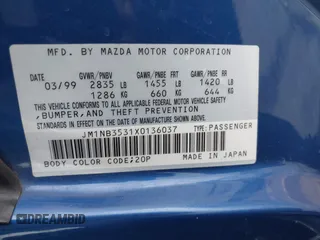 MFD. BY MAZDA MOTOR CORPORATION
GVWR/PNBV GAWR/PNBE FR GAWR/PNBE RR
03/99 2835 LB 1455 LB 1420 LB
1286 KG 660 KG 644 KG
THIS VEHICLE CONFORMS TO ALL APPLICABLE
FEDERAL MOTOR VEHICLE SAFETY
,BUMPER,AND THEFT PREVENTION
STANDARDS IN EFFECT ON THE DATE OF
MANUFACTURE SHOWN ABOVE.
JM1NB3531X0136037 TYPE:PASSENGER
BODY COLOR CODE:20P MADE IN JAPAN
DREAMBID